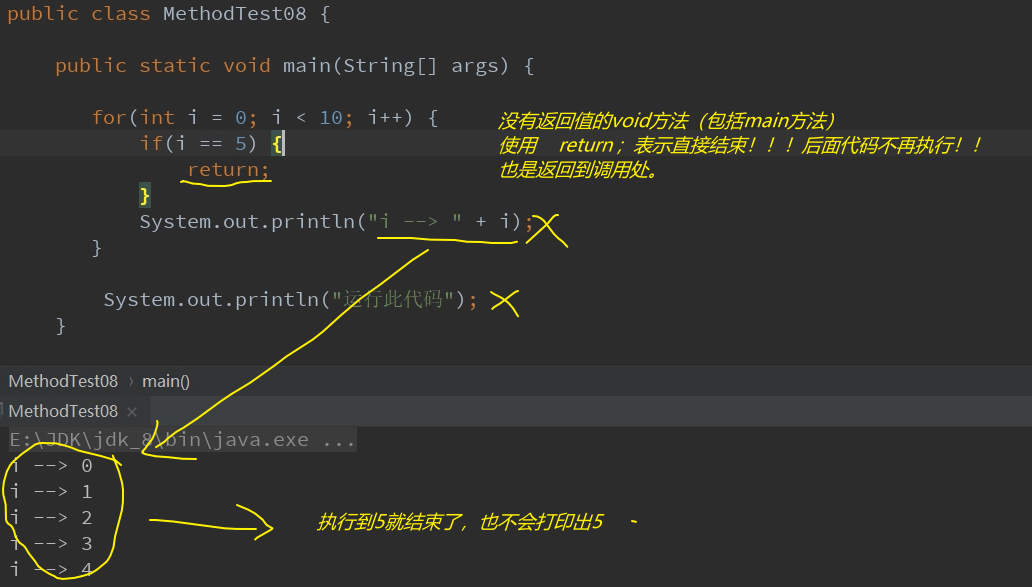 public class MethodTest08 {
public static void main(String[] args) {
for(int i = 0; i < 10; i++) {
if(i == 5) {
return;
}
System.out.println("i --> " + i);
}
System.out.println("运行此代码");
}
没有返回值的void方法（包括main方法）
使用 return ; 表示直接结束！！！后面代码不再执行！！
也是返回到调用处。
MethodTest08 › main()
MethodTest08 ×
E:\JDK\jdk_8\bin\java.exe ...
i --> 0
i --> 1
i --> 2
i --> 3
i --> 4
执行到5就结束了，也不会打印出5